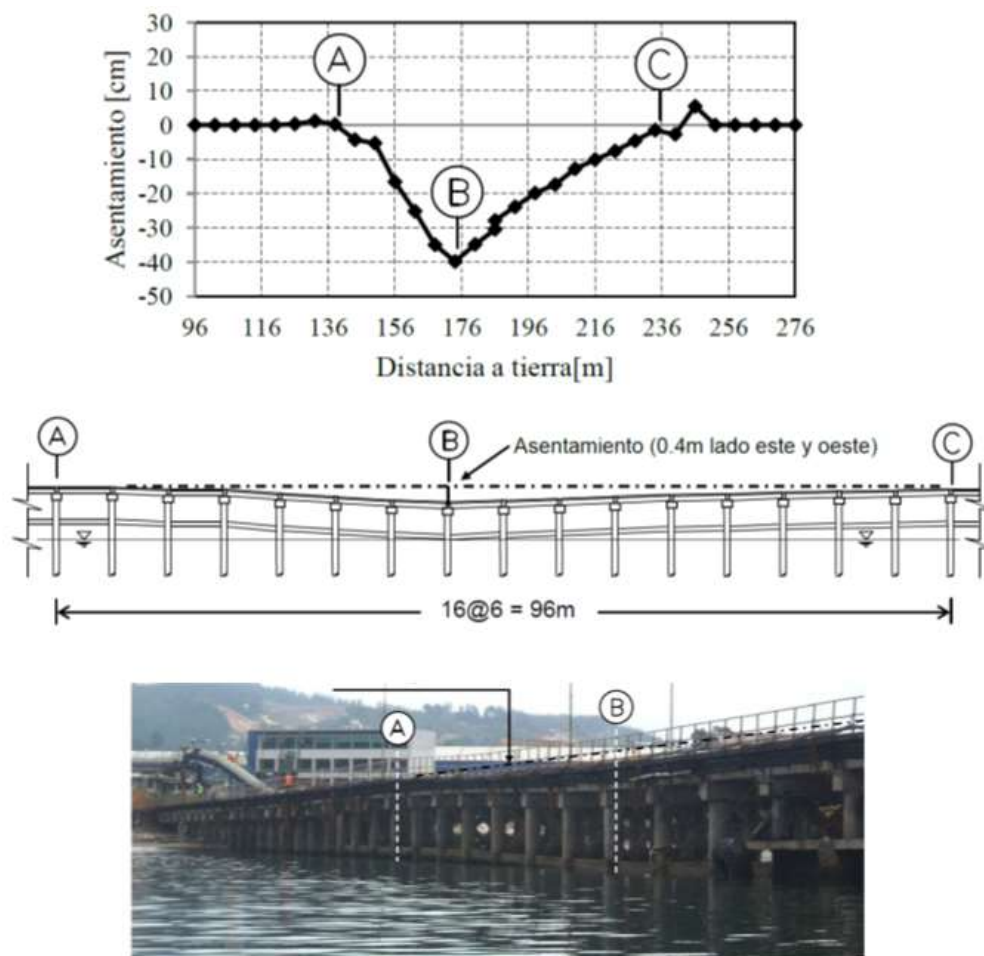 30
20
10
0
-10
-20
-30
-40
-50
Asentamiento [cm]
A
B
C
96 116 136 156 176 196 216 236 256 276
Distancia a tierra[m]
A
B
Asentamiento (0.4m lado este y oeste)
C
16@6 = 96m
A
B